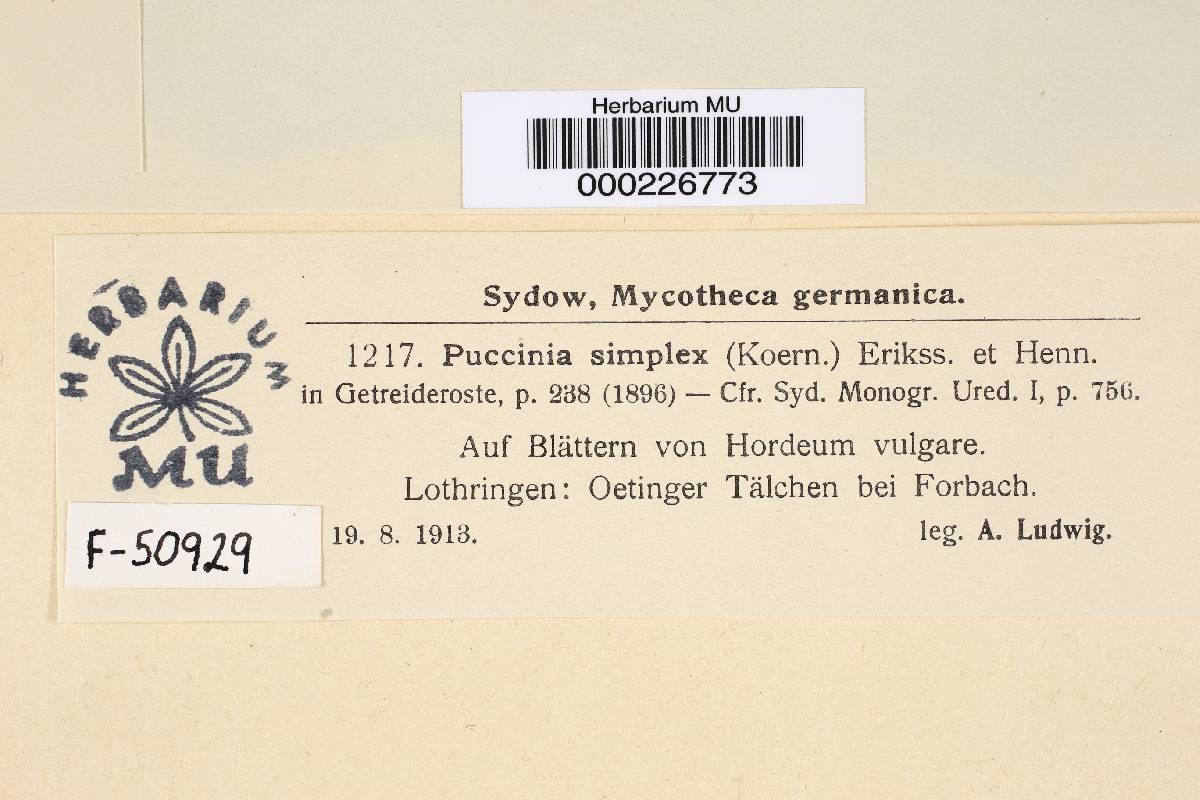 Herbarium MU
000226773
HERBARIUM
MU
F-50929
Sydow, Mycotheca germanica.
1217. Puccinia simplex (Koern.) Erikss. et Henn.
in Getreideroste, p. 238 (1896) — Cfr. Syd. Monogr. Ured. I, p. 756.
Auf Blättern von Hordeum vulgare.
Lothringen: Oetinger Tälchen bei Forbach.
19. 8. 1913. leg. A. Ludwig.